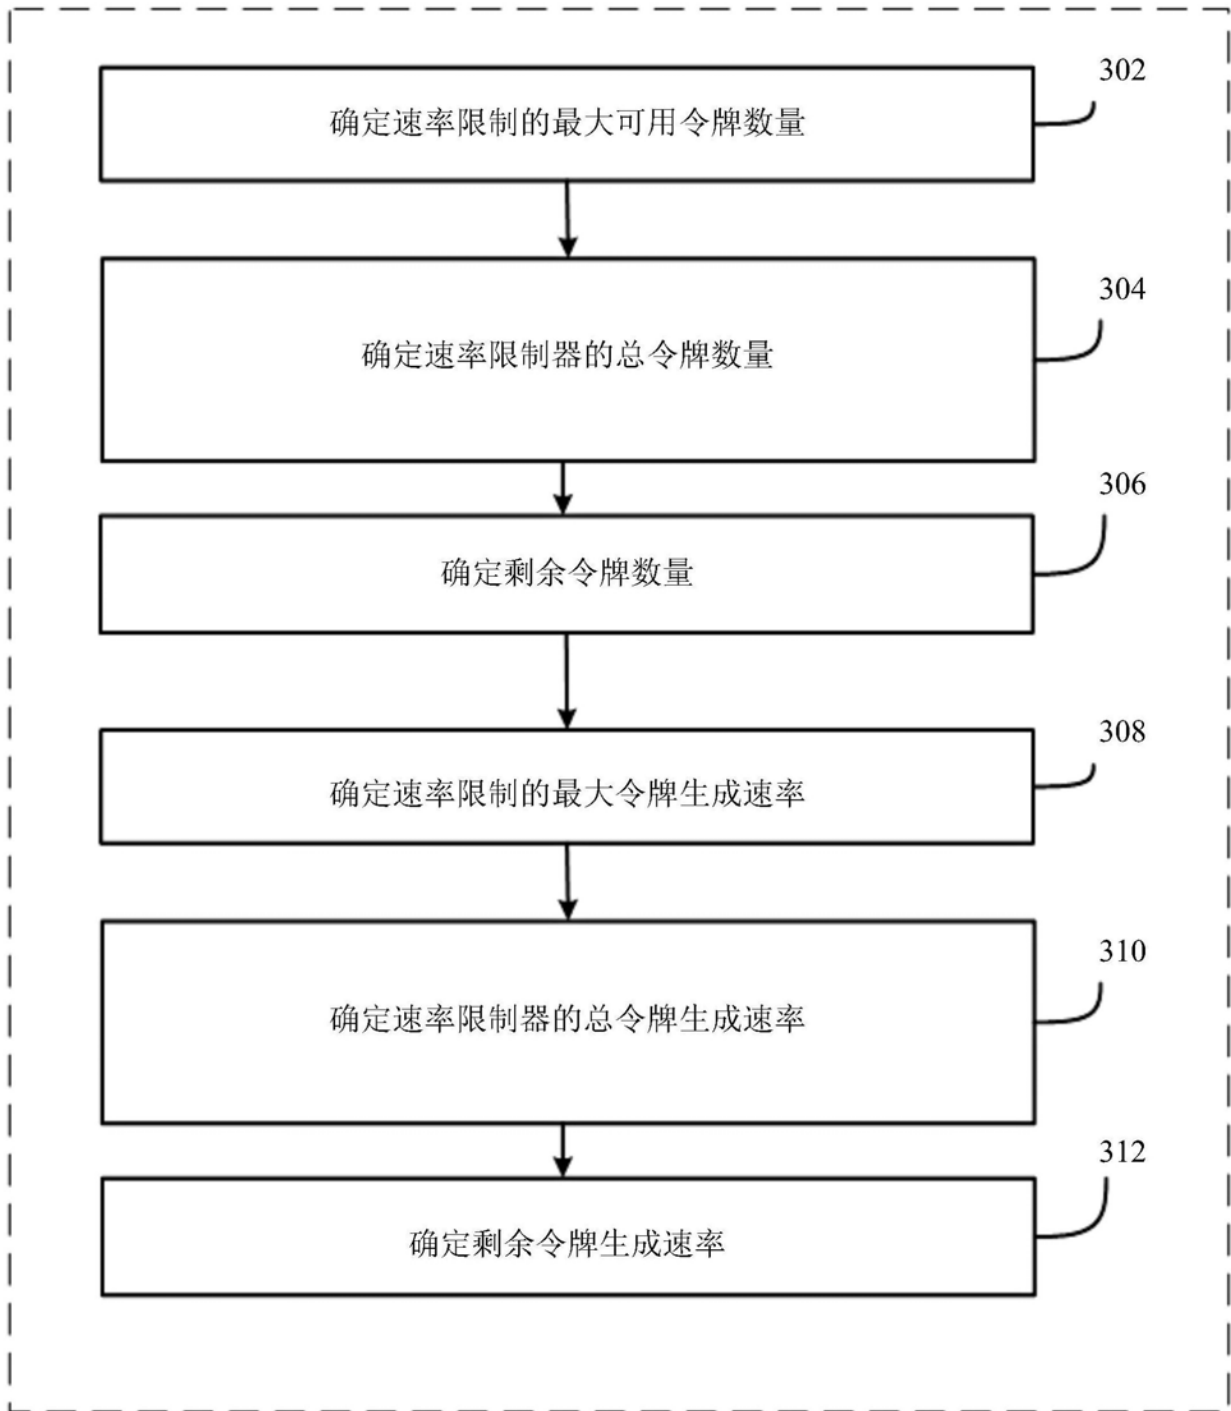 302
确定速率限制的最大可用令牌数量
304
确定速率限制器的总令牌数量
306
确定剩余令牌数量
308
确定速率限制的最大令牌生成速率
310
确定速率限制器的总令牌生成速率
312
确定剩余令牌生成速率